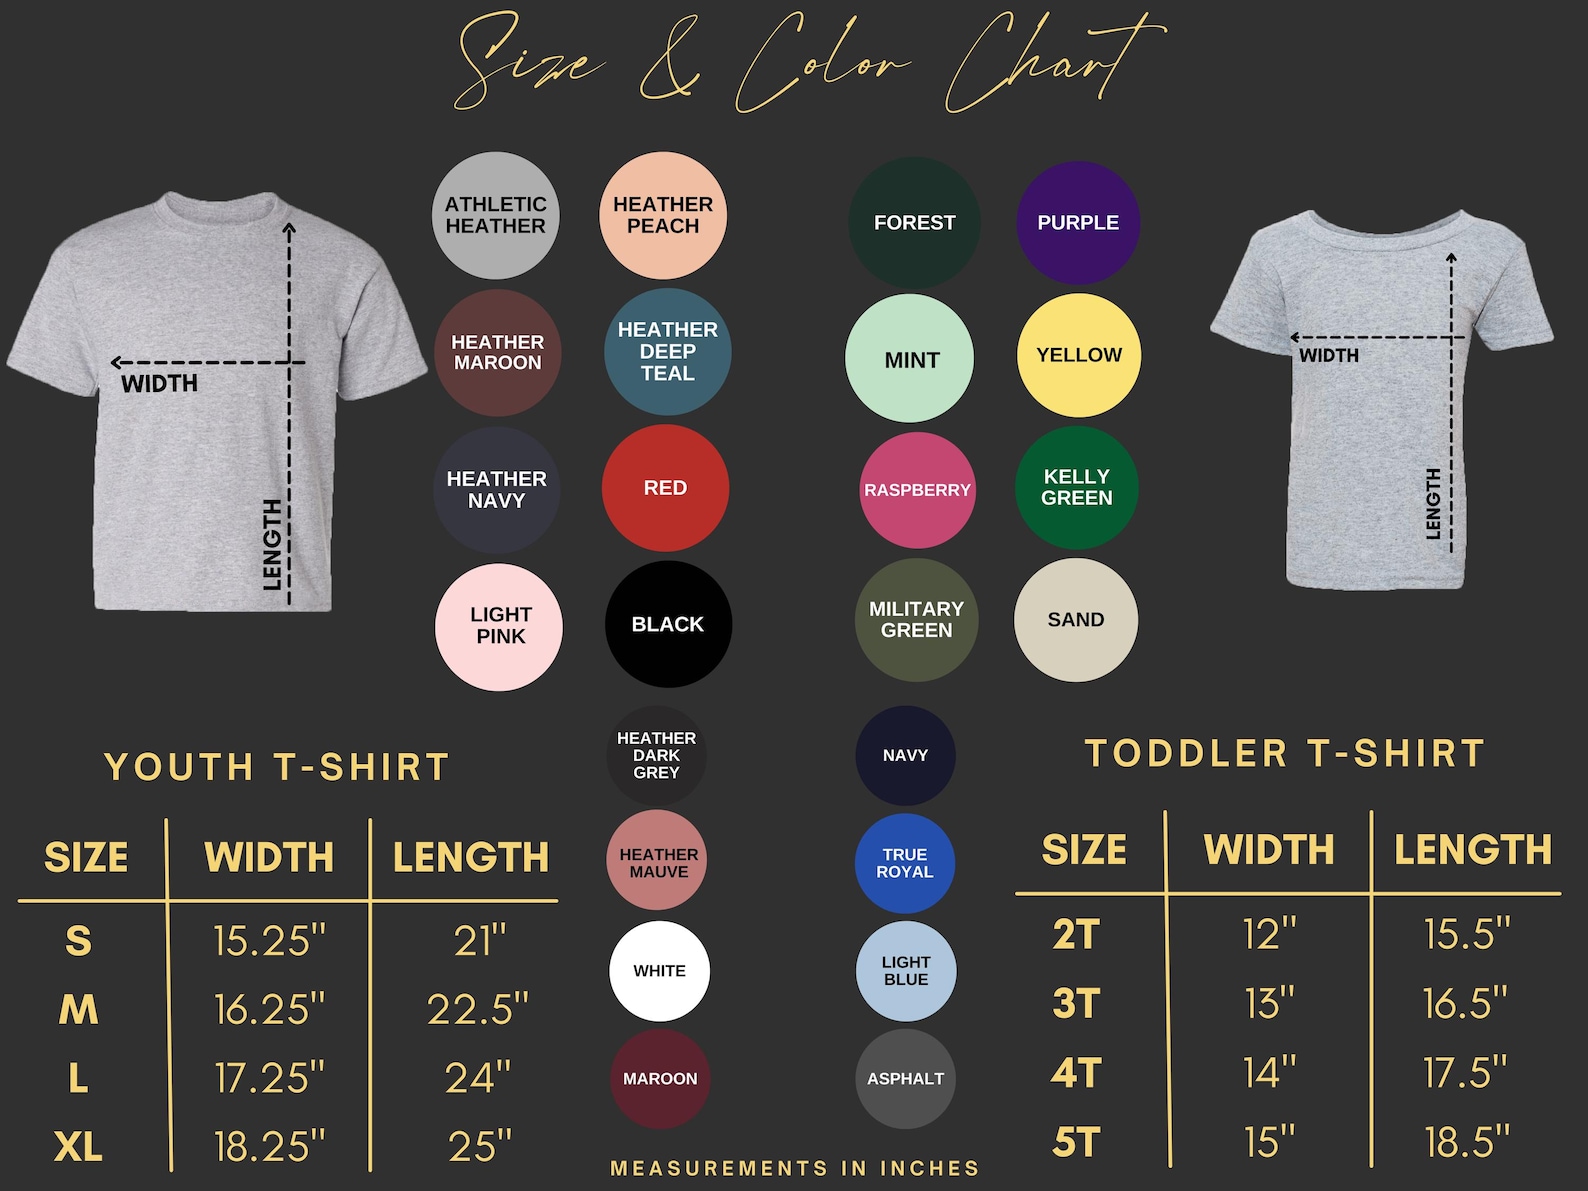 Size & Color Chart
ATHLETIC
HEATHER
HEATHER
PEACH
FOREST
PURPLE
HEATHER
MAROON
HEATHER
DEEP
TEAL
MINT
YELLOW
WIDTH
WIDTH
HEATHER
NAVY
RED
RASPBERRY
KELLY
GREEN
LENGTH
LENGTH
LIGHT
PINK
BLACK
MILITARY
GREEN
SAND
HEATHER
DARK
GREY
NAVY
HEATHER
MAUVE
TRUE
ROYAL
WHITE
LIGHT
BLUE
MAROON
ASPHALT
YOUTH T-SHIRT
SIZE WIDTH LENGTH
S 15.25" 21"
M 16.25" 22.5"
L 17.25" 24"
XL 18.25" 25"
TODDLER T-SHIRT
SIZE WIDTH LENGTH
2T 12" 15.5"
3T 13" 16.5"
4T 14" 17.5"
5T 15" 18.5"
MEASUREMENTS IN INCHES